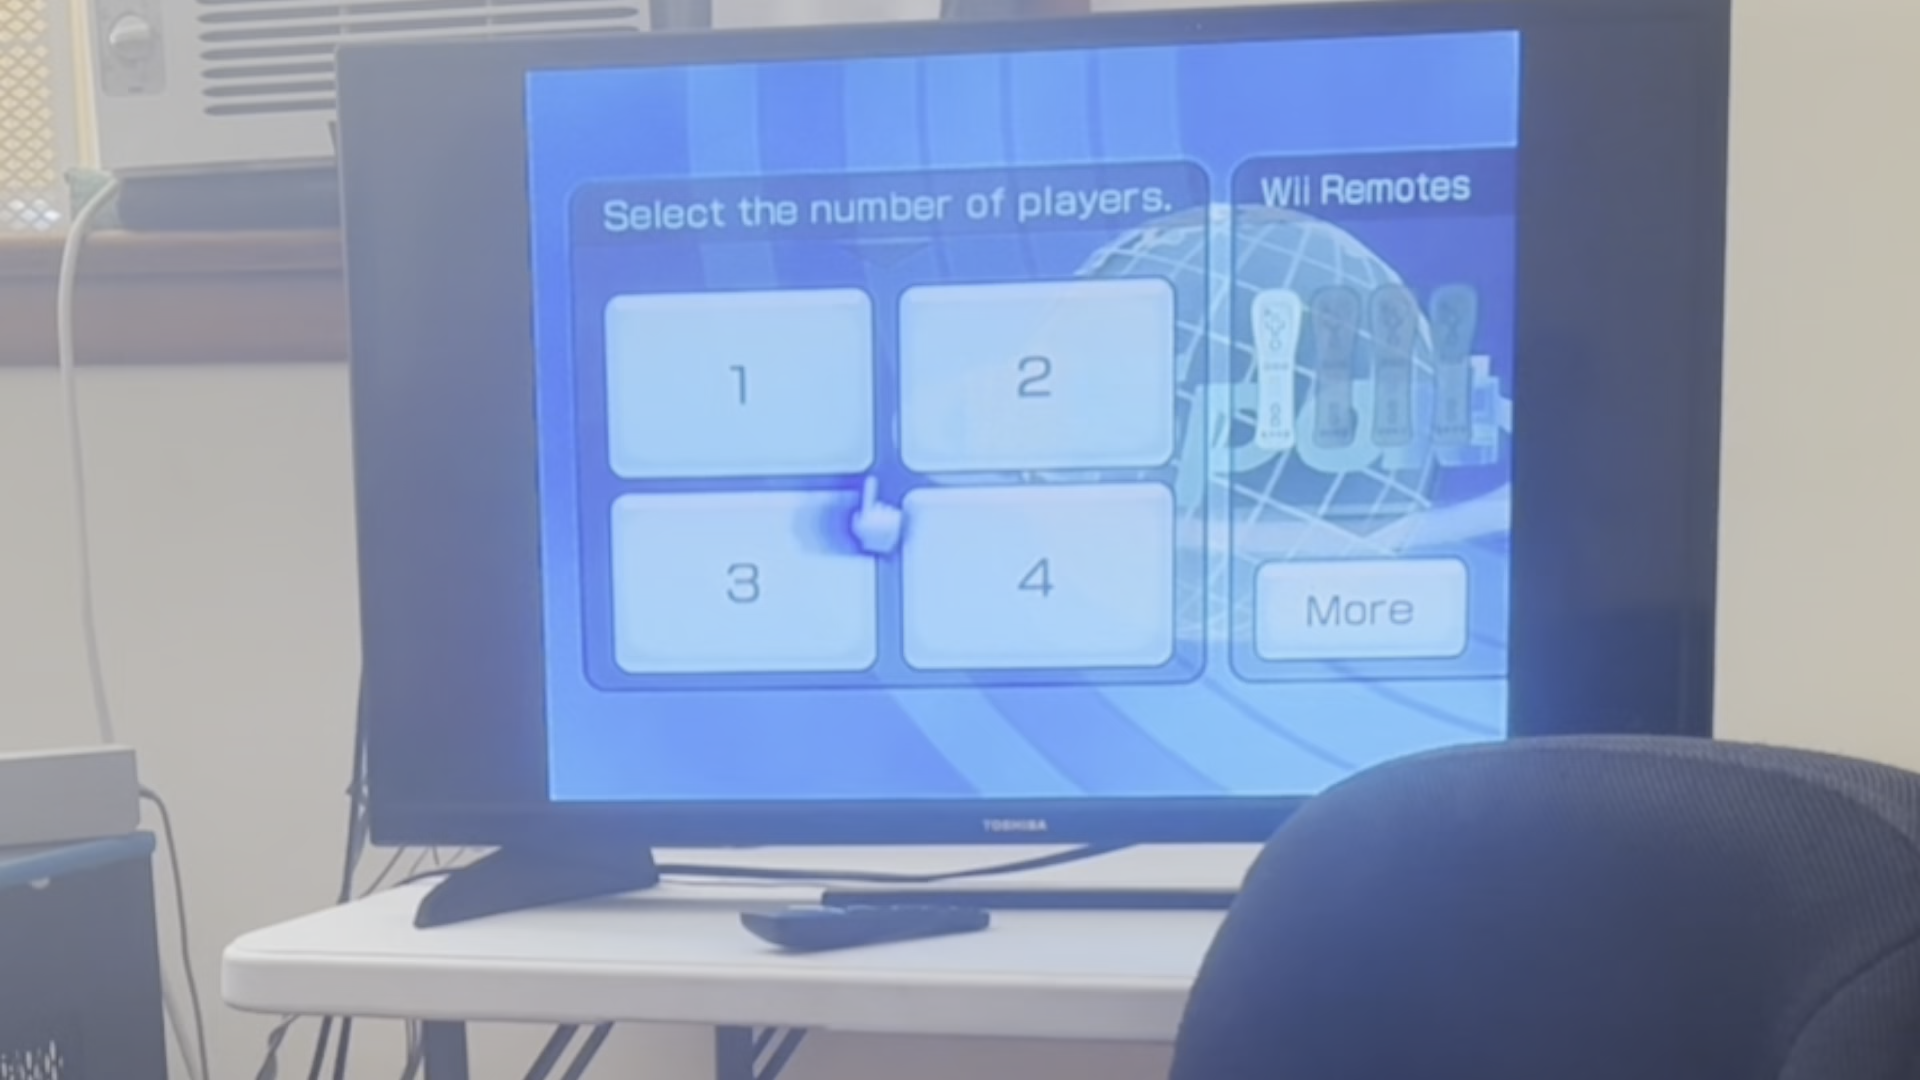 Select the number of players.
Wii Remotes
1
2
3
4
More
TOSHIBA